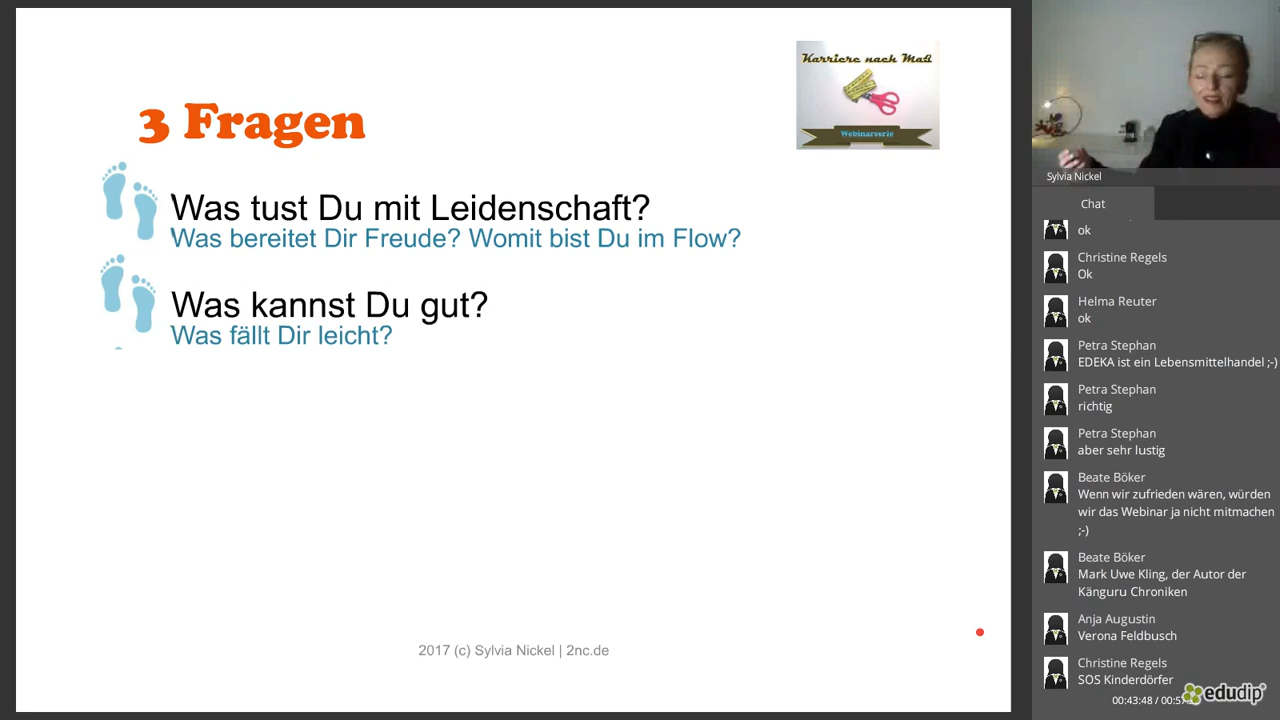 3 Fragen
Karriere nach Maß
Webinarserie
Was tust Du mit Leidenschaft?
Was bereitet Dir Freude? Womit bist Du im Flow?
Was kannst Du gut?
Was fällt Dir leicht?
2017 (c) Sylvia Nickel | 2nc.de
Sylvia Nickel
Chat
ok
Christine Regels
Ok
Helma Reuter
ok
Petra Stephan
EDEKA ist ein Lebensmittelhandel ;-)
Petra Stephan
richtig
Petra Stephan
aber sehr lustig
Beate Böker
Wenn wir zufrieden wären, würden
wir das Webinar ja nicht mitmachen
;-)
Beate Böker
Mark Uwe Kling, der Autor der
Känguru Chroniken
Anja Augustin
Verona Feldbusch
Christine Regels
SOS Kinderdörfer
00:43:48 /
edudip